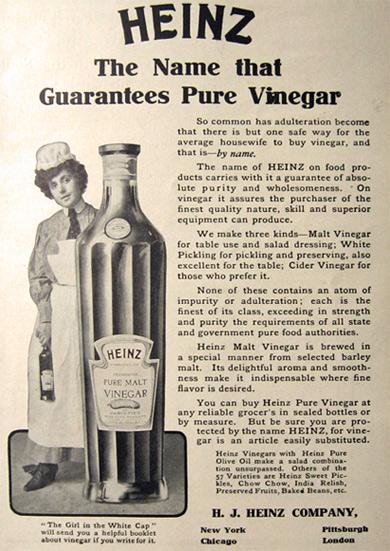 HEINZ
The Name that
Guarantees Pure Vinegar
So common has adulteration become
that there is but one safe way for the
average housewife to buy vinegar, and
that is—by name.
The name of HEINZ on food pro-
ducts carries with it a guarantee of abso-
lute purity and wholesomeness. On
vinegar it assures the purchaser of the
finest quality nature, skill and superior
equipment can produce.
We make three kinds—Malt Vinegar
for table use and salad dressing; White
Pickling for pickling and preserving, also
excellent for the table; Cider Vinegar for
those who prefer it.
None of these contains an atom of
impurity or adulteration; each is the
finest of its class, exceeding in strength
and purity the requirements of all state
and government pure food authorities.
Heinz Malt Vinegar is brewed in
a special manner from selected barley
malt. Its delightful aroma and smooth-
ness make it indispensable where fine
flavor is desired.
You can buy Heinz Pure Vinegar at
any reliable grocer's in sealed bottles or
by measure. But be sure you are pro-
tected by the name HEINZ, for vine-
gar is an article easily substituted.
Heinz Vinegars with Heinz Pure
Olive Oil make a salad combina-
tion unsurpassed. Others of the
57 Varieties are Heinz Sweet Pic-
kles, Chow Chow, India Relish,
Preserved Fruits, Baked Beans, etc.
H. J. HEINZ COMPANY,
New York Pittsburgh
Chicago London
HEINZ
PURE MALT
VINEGAR
"The Girl in the White Cap"
will send you a helpful booklet
about vinegar if you write for it.